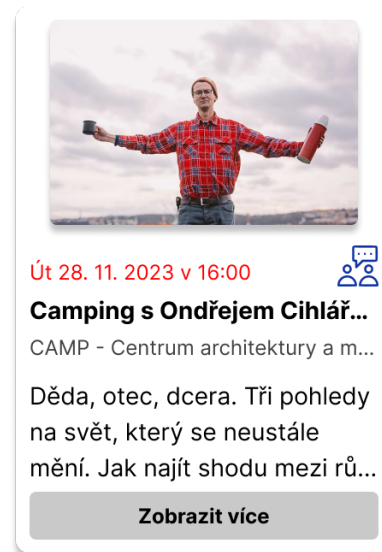 Út 28. 11. 2023 v 16:00
Camping s Ondřejem Cihlář...
CAMP - Centrum architektury a m...
Děda, otec, dcera. Tři pohledy
na svět, který se neustále
mění. Jak najít shodu mezi rů...
Zobrazit více